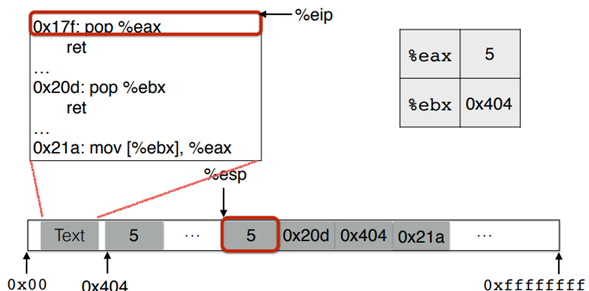 0x17f: pop %eax
%eip
ret
…
0x20d: pop %ebx
ret
…
0x21a: mov [%ebx], %eax
%eax 5
%ebx 0x404
%esp
Text 5 ... 5 0x20d 0x404 0x21a ...
0x00 0x404 0xffffffff